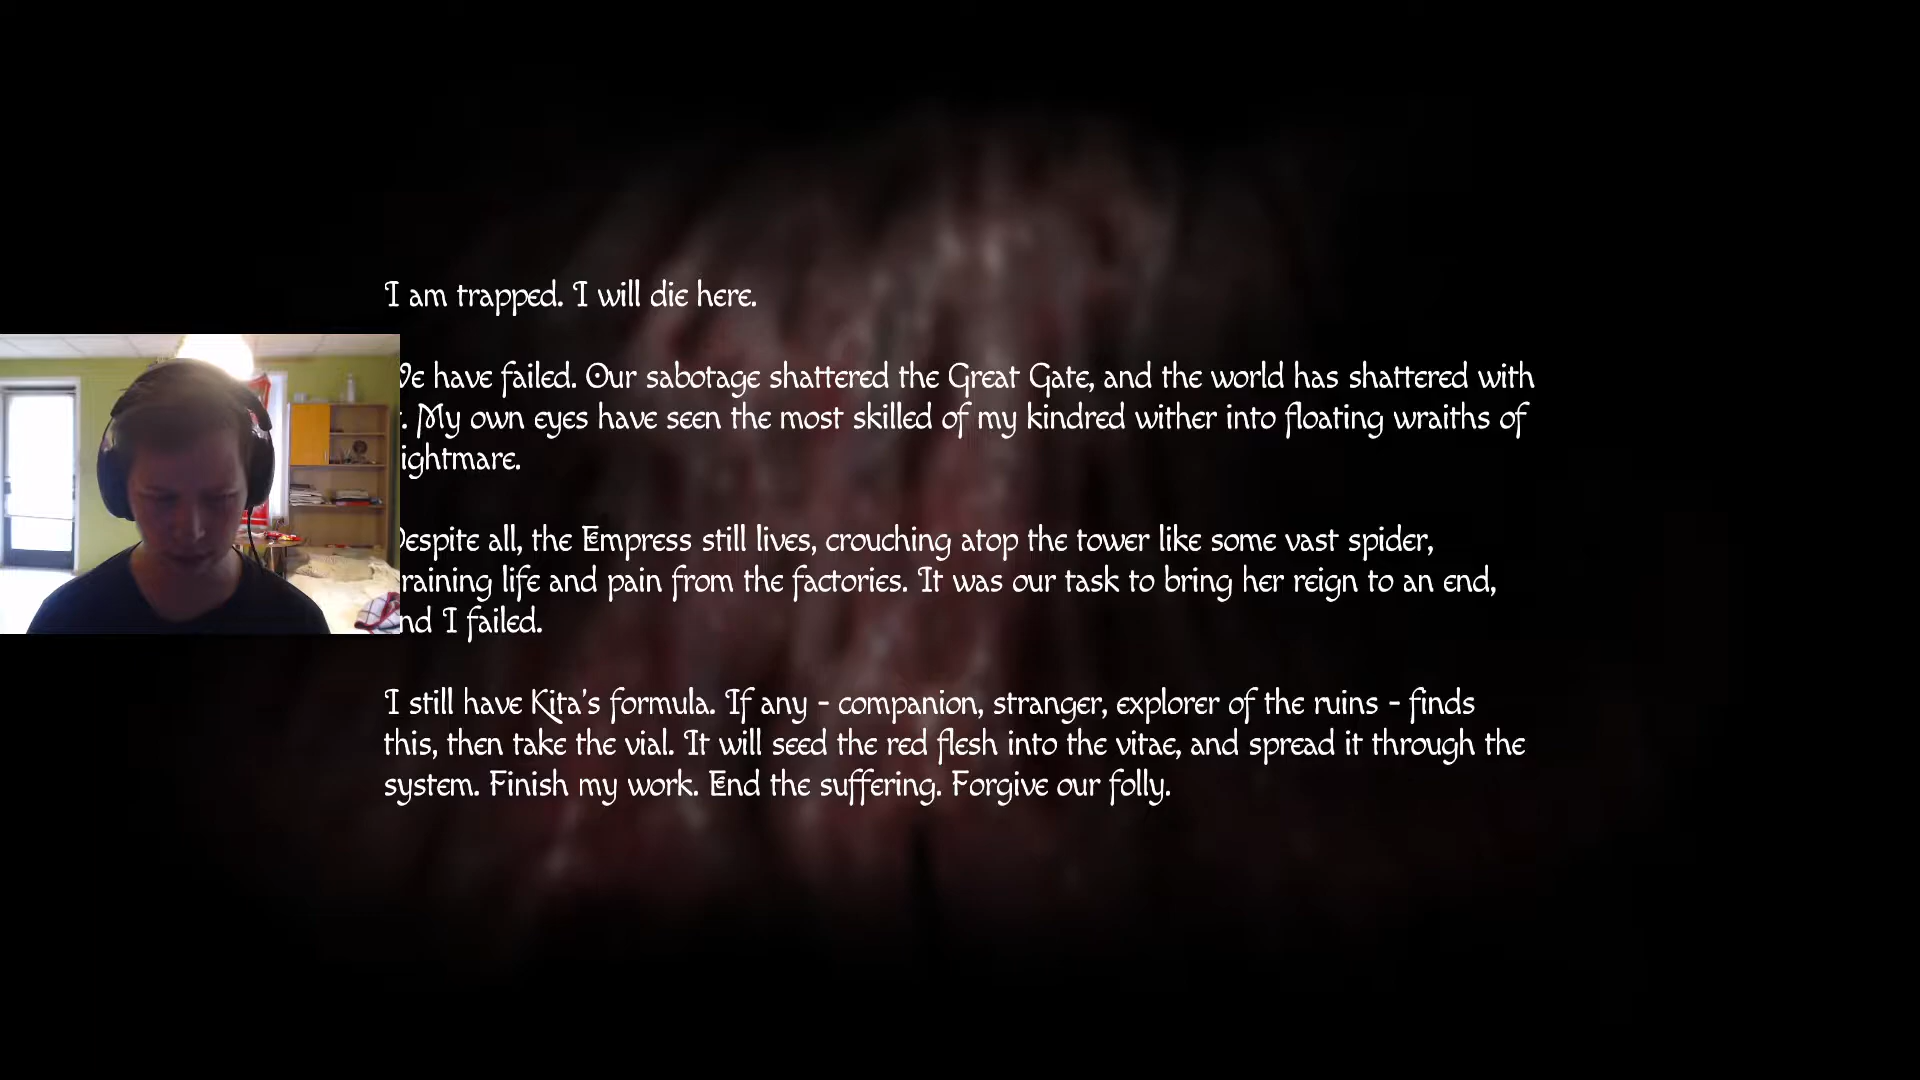 I am trapped. I will die here.
have failed. Our sabotage shattered the Great Gate, and the world has shattered with
. My own eyes have seen the most skilled of my kindred wither into floating wraiths of
ightmare.
espite all, the Empress still lives, crouching atop the tower like some vast spider,
raining life and pain from the factories. It was our task to bring her reign to an end,
nd I failed.
I still have Kita's formula. If any - companion, stranger, explorer of the ruins - finds
this, then take the vial. It will seed the red flesh into the vitae, and spread it through the
system. Finish my work. End the suffering. Forgive our folly.